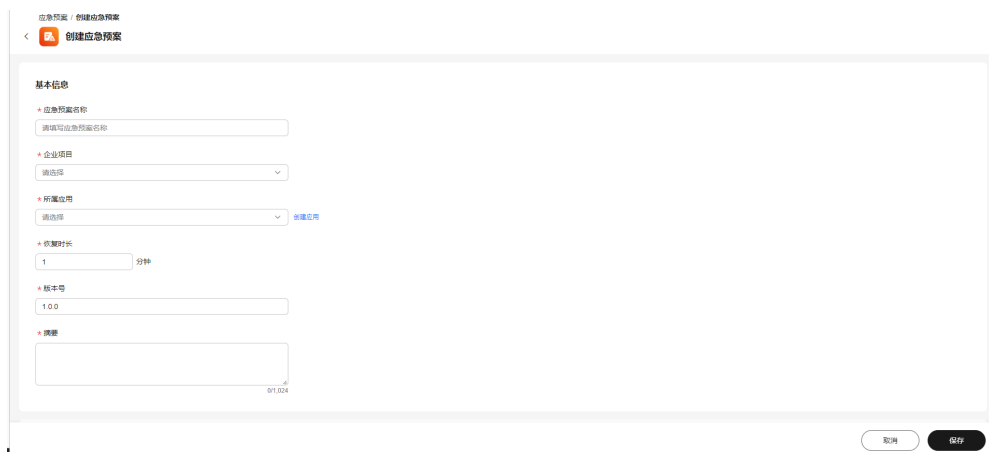 应急预案 / 创建应急预案
创建应急预案
基本信息
* 应急预案名称
请填写应急预案名称
* 企业项目
请选择
* 所属应用
请选择
创建应用
* 恢复时长
1 分钟
* 版本号
1.0.0
* 摘要
0/1,024
取消 保存